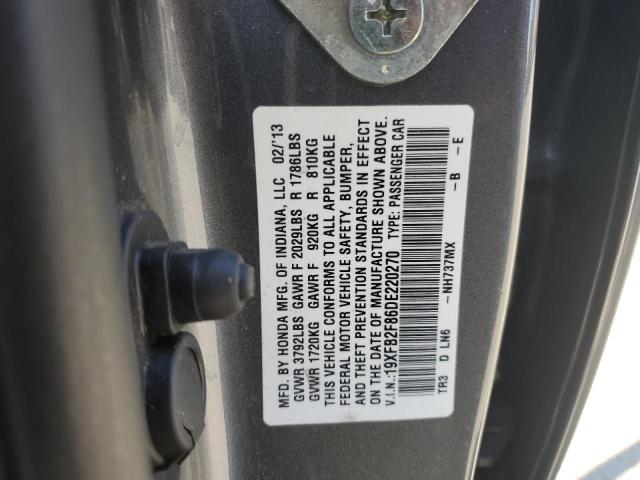 MFD. BY HONDA MFG. OF INDIANA, LLC 02/'13
GVWR 3792LBS GAWR F 2029LBS R 1786LBS
GVWR 1720KG GAWR F 920KG R 810KG
THIS VEHICLE CONFORMS TO ALL APPLICABLE
FEDERAL MOTOR VEHICLE SAFETY, BUMPER,
AND THEFT PREVENTION STANDARDS IN EFFECT
ON THE DATE OF MANUFACTURE SHOWN ABOVE.
V.I.N.:19XFB2F86DE220270 TYPE: PASSENGER CAR
TR3 D LN6 -NH737MX -B -E